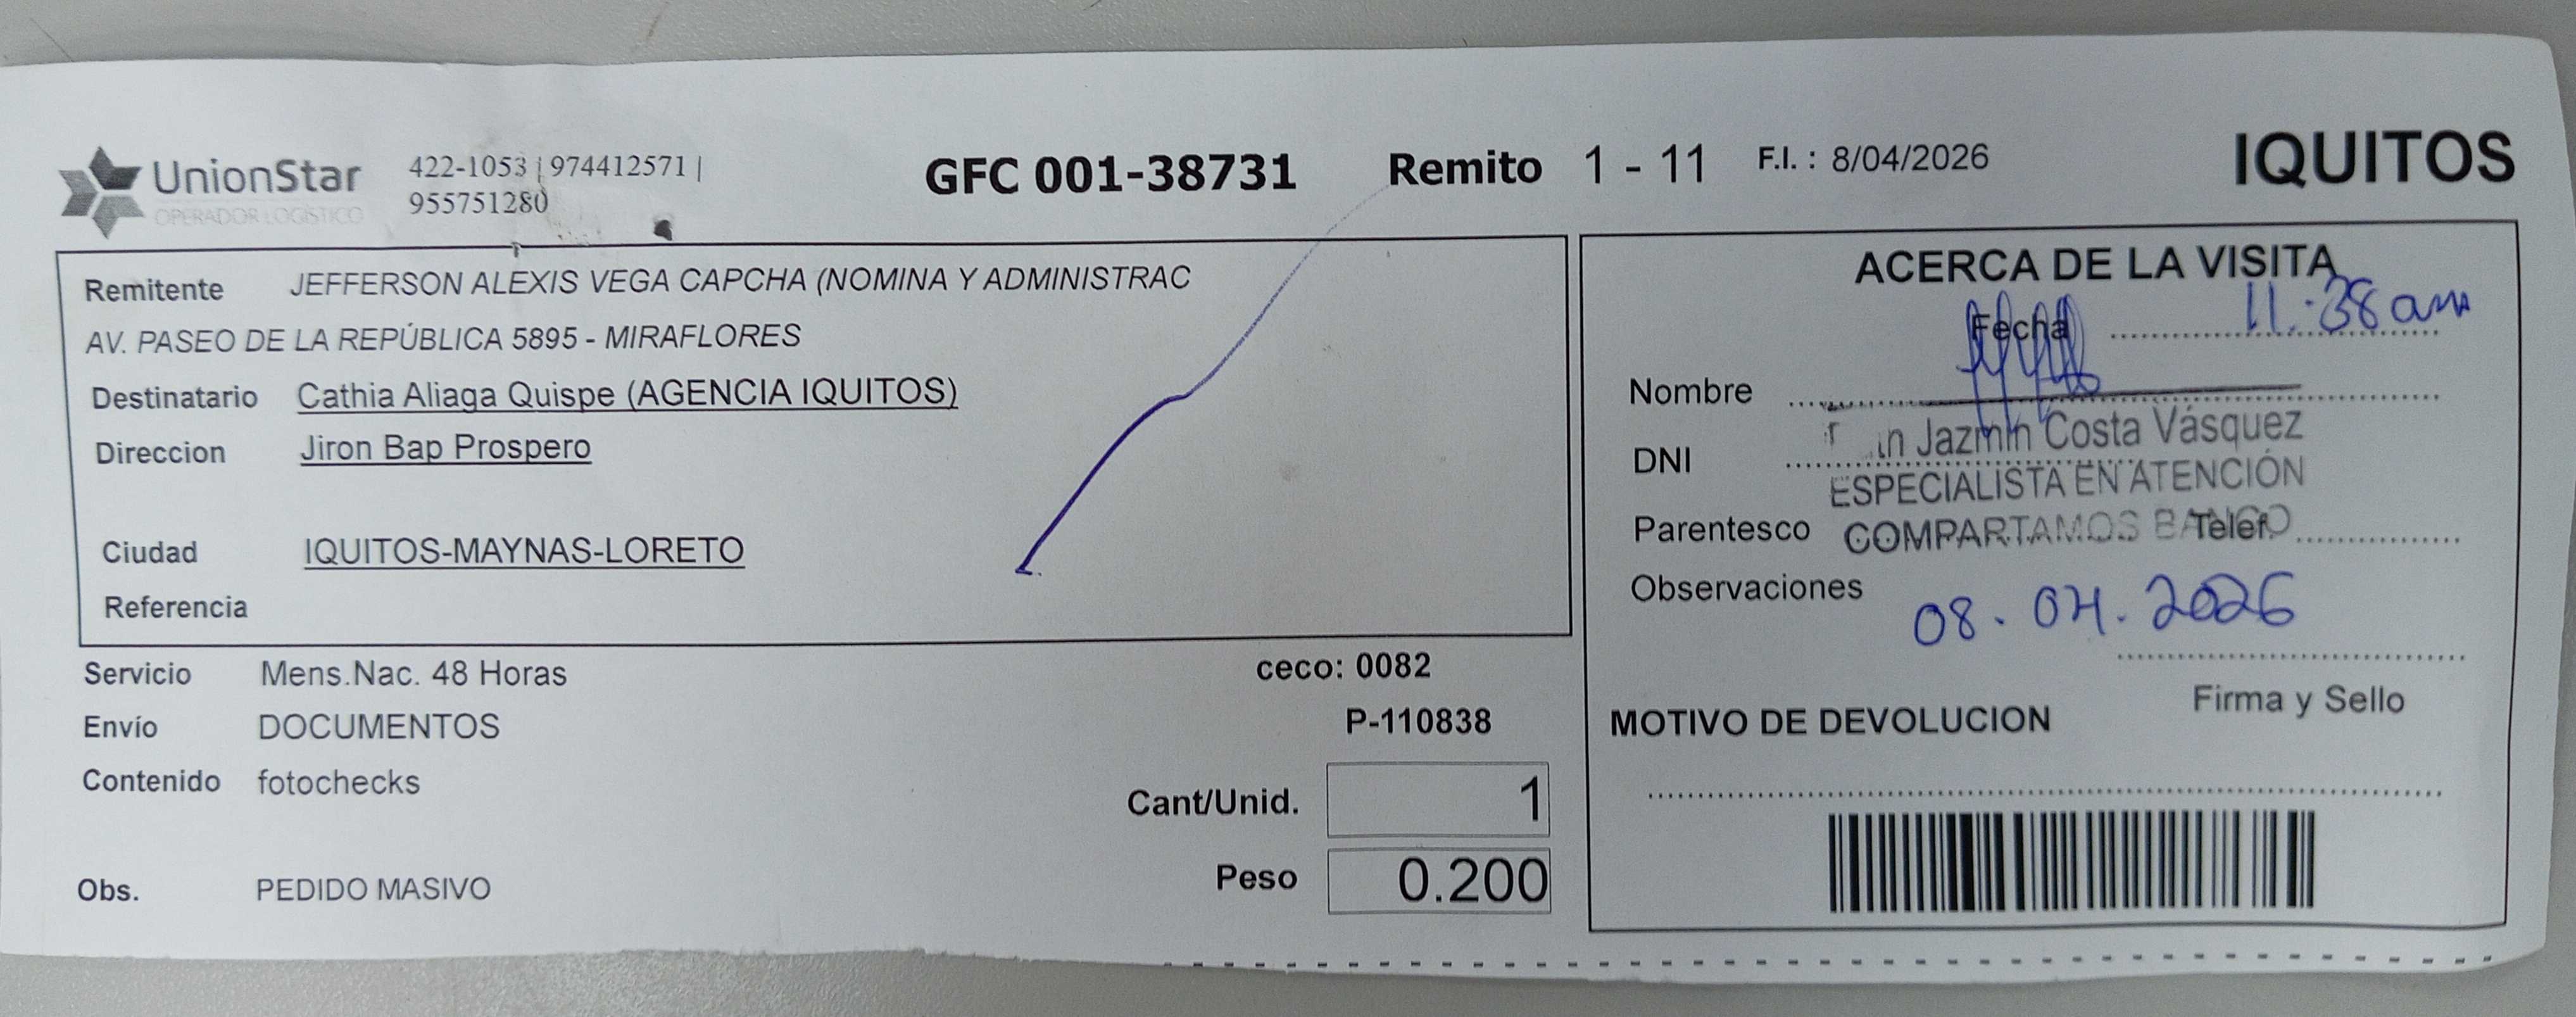 UnionStar
OPERADOR LOGÍSTICO
422-1053 | 974412571 |
955751280
GFC 001-38731 Remito 1 - 11 F.I. : 8/04/2026
IQUITOS
Remitente JEFFERSON ALEXIS VEGA CAPCHA (NOMINA Y ADMINISTRAC
AV. PASEO DE LA REPÚBLICA 5895 - MIRAFLORES
Destinatario Cathia Aliaga Quispe (AGENCIA IQUITOS)
Direccion Jiron Bap Prospero
Ciudad IQUITOS-MAYNAS-LORETO
Referencia
Servicio Mens.Nac. 48 Horas
Envío DOCUMENTOS
Contenido fotochecks
Obs. PEDIDO MASIVO
ceco: 0082
P-110838
Cant/Unid. 1
Peso 0.200
ACERCA DE LA VISITA
Fecha 11:38 am
Nombre
DNI
Jazmín Costa Vásquez
ESPECIALISTA EN ATENCIÓN
Parentesco
COMPARTAMOS BANCO
Telef.
Observaciones
08.04.2026
Firma y Sello
MOTIVO DE DEVOLUCION